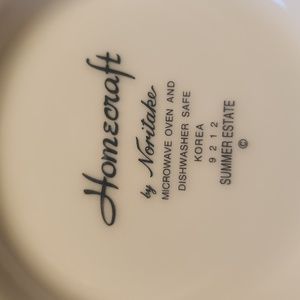 Homecraft
by Noritake
MICROWAVE OVEN AND
DISHWASHER SAFE
KOREA
9212
SUMMER ESTATE
©